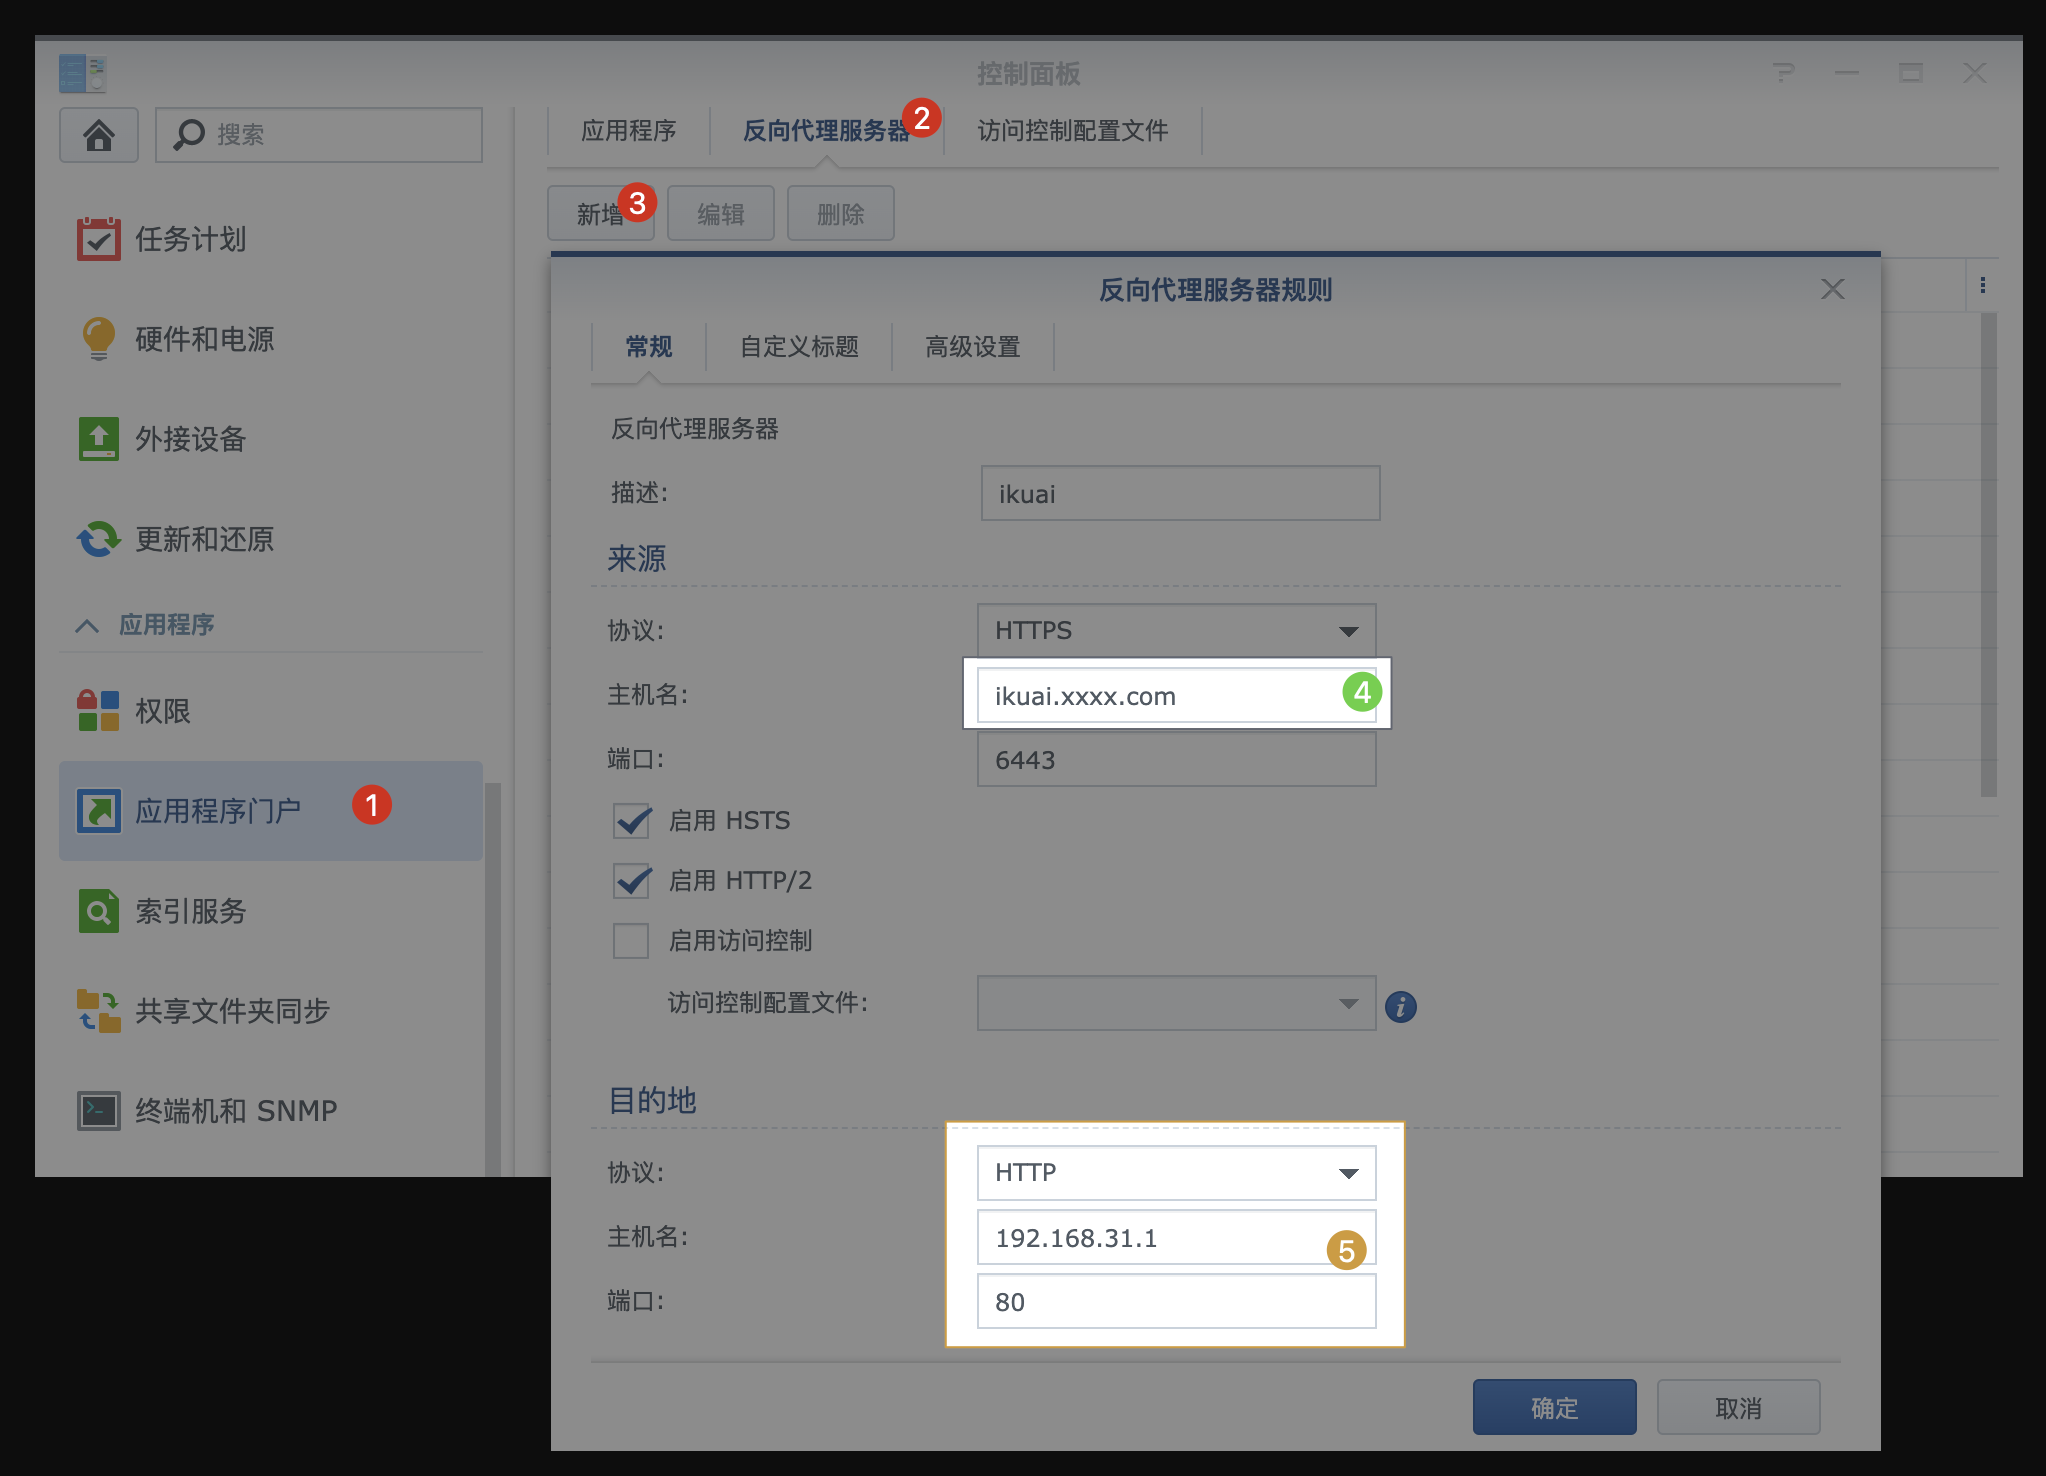 控制面板
搜索
应用程序
反向代理服务器
2
访问控制配置文件
新增
3
编辑
删除
任务计划
硬件和电源
外接设备
更新和还原
应用程序
权限
应用程序门户
1
索引服务
共享文件夹同步
终端机和 SNMP
反向代理服务器规则
常规
自定义标题
高级设置
反向代理服务器
描述:
ikuai
来源
协议:
HTTPS
主机名:
ikuai.xxxx.com
4
端口:
6443
启用 HSTS
启用 HTTP/2
启用访问控制
访问控制配置文件:
目的地
协议:
HTTP
主机名:
192.168.31.1
5
端口:
80
确定
取消